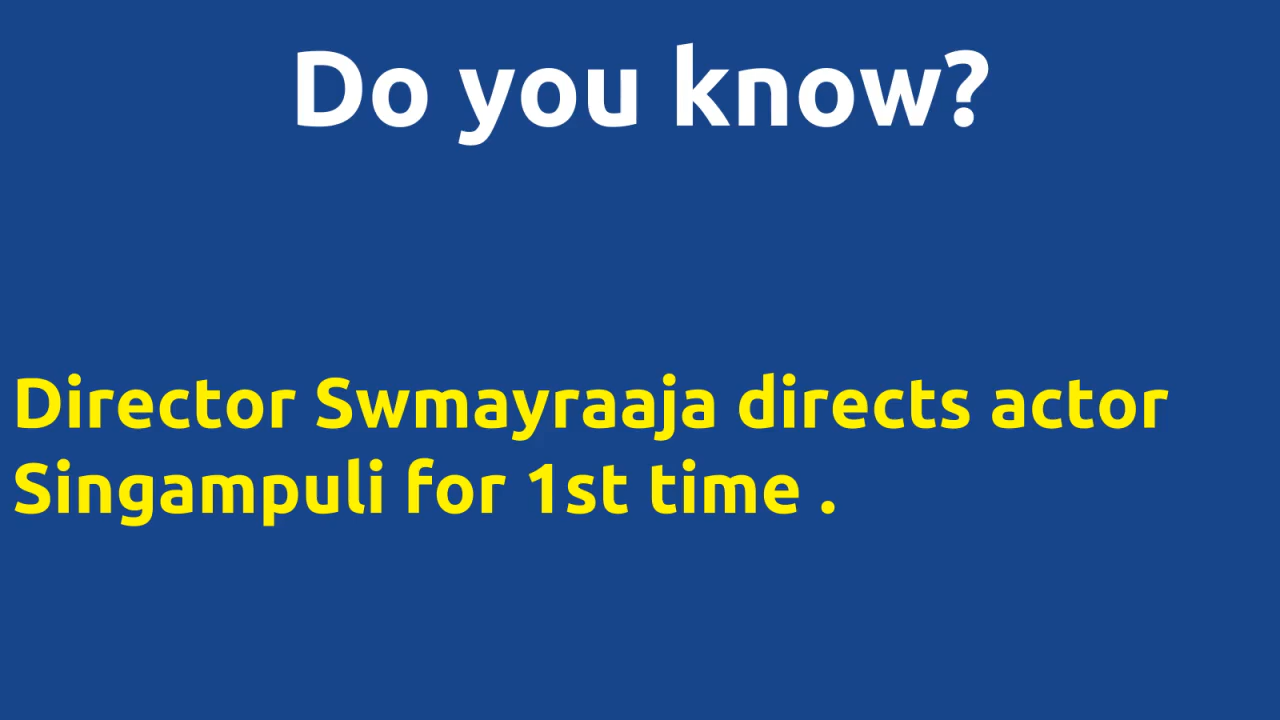 Do you know?
Director Swmayraaja directs actor
Singampuli for 1st time .